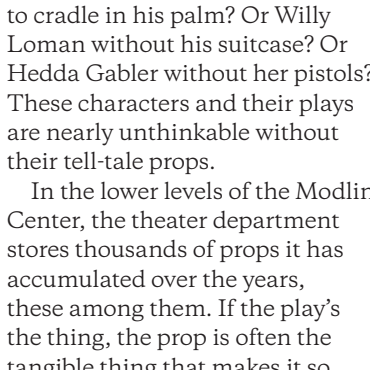 to cradle in his palm? Or Willy
Loman without his suitcase? Or
Hedda Gabler without her pistols?
These characters and their plays
are nearly unthinkable without
their tell-tale props.
In the lower levels of the Modlin
Center, the theater department
stores thousands of props it has
accumulated over the years,
these among them. If the play’s
the thing, the prop is often the
tangible thing that makes it so.